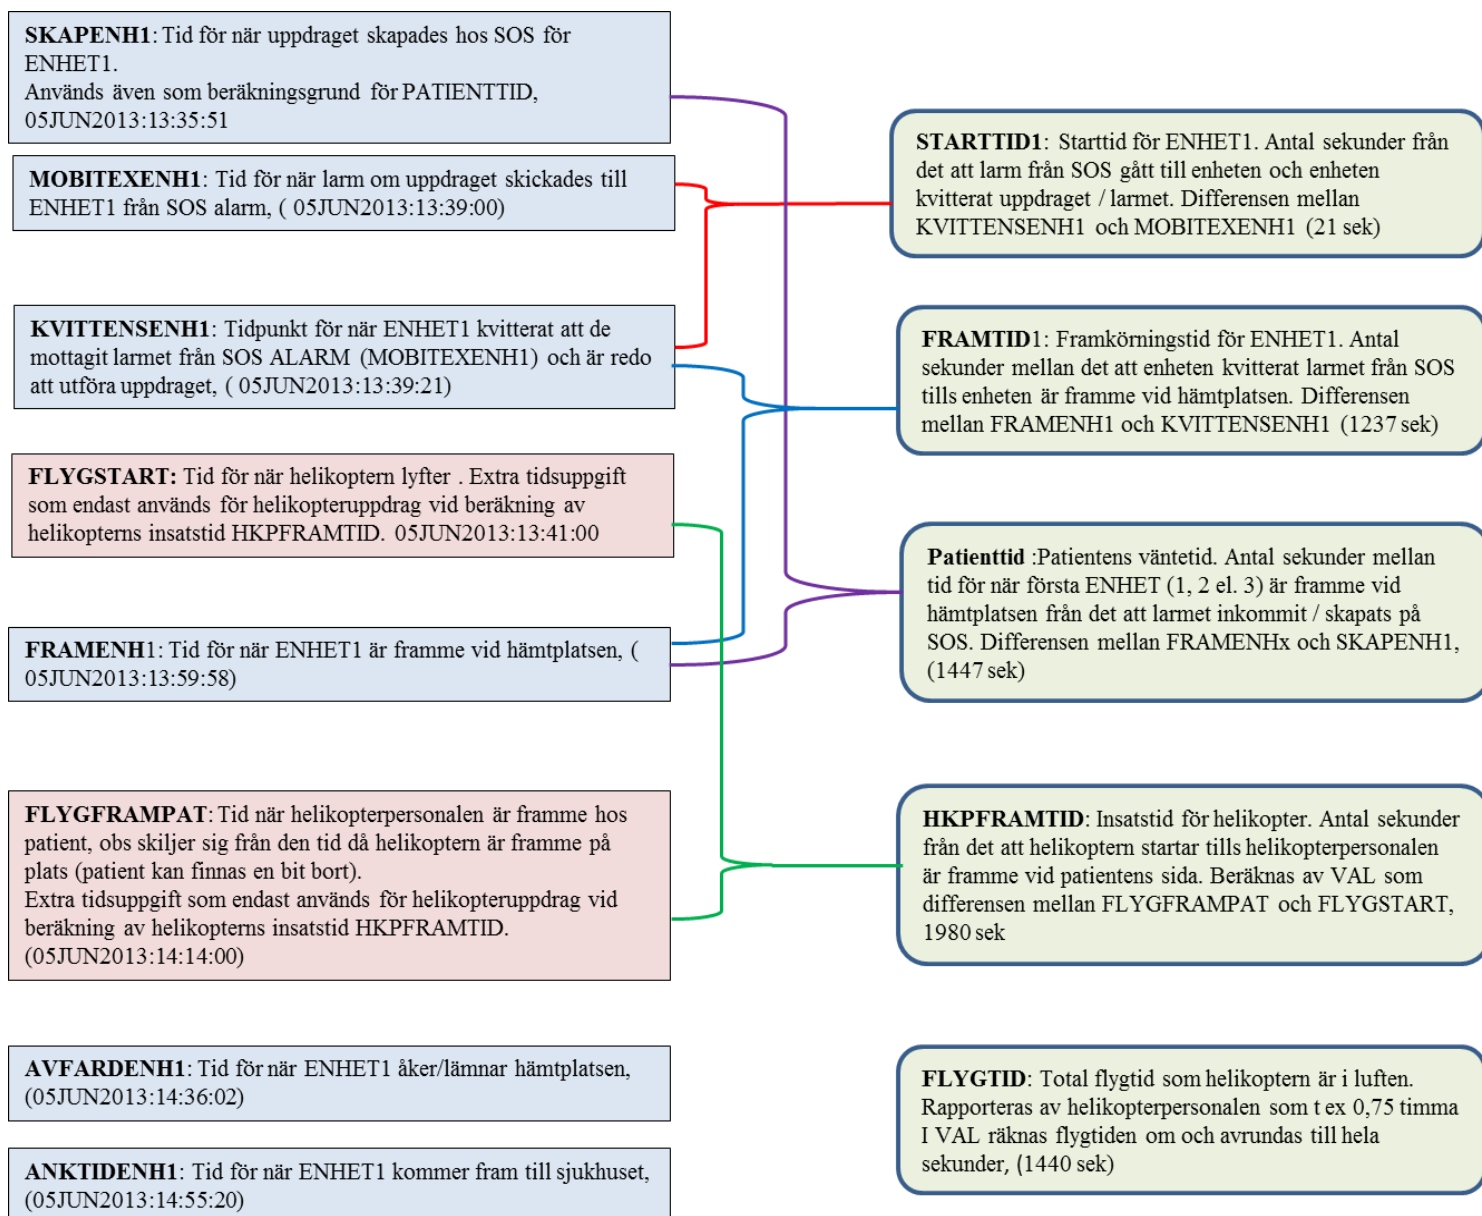 SKAPENH1: Tid för när uppdraget skapades hos SOS för
ENHET1.
Används även som beräkningsgrund för PATIENTTID,
05JUN2013:13:35:51
MOBITEXENH1: Tid för när larm om uppdraget skickades till
ENHET1 från SOS alarm, ( 05JUN2013:13:39:00)
KVITTENSENH1: Tidpunkt för när ENHET1 kvitterat att de
mottagit larmet från SOS ALARM (MOBITEXENH1) och är redo
att utföra uppdraget, ( 05JUN2013:13:39:21)
FLYGSTART: Tid för när helikoptern lyfter . Extra tidsuppgift
som endast används för helikopteruppdrag vid beräkning av
helikopterns insatstid HKPFRAMTID. 05JUN2013:13:41:00
FRAMENH1: Tid för när ENHET1 är framme vid hämtplatsen, (
05JUN2013:13:59:58)
FLYGFRAMPAT: Tid när helikopterpersonalen är framme hos
patient, obs skiljer sig från den tid då helikoptern är framme på
plats (patient kan finnas en bit bort).
Extra tidsuppgift som endast används för helikopteruppdrag vid
beräkning av helikopterns insatstid HKPFRAMTID.
(05JUN2013:14:14:00)
AVFARDENH1: Tid för när ENHET1 åker/lämnar hämtplatsen,
(05JUN2013:14:36:02)
ANKTIDENH1: Tid för när ENHET1 kommer fram till sjukhuset,
(05JUN2013:14:55:20)
STARTTID1: Starttid för ENHET1. Antal sekunder från
det att larm från SOS gått till enheten och enheten
kvitterat uppdraget / larmet. Differensen mellan
KVITTENSENH1 och MOBITEXENH1 (21 sek)
FRAMTID1: Framkörningstid för ENHET1. Antal
sekunder mellan det att enheten kvitterat larmet från SOS
tills enheten är framme vid hämtplatsen. Differensen
mellan FRAMENH1 och KVITTENSENH1 (1237 sek)
Patienttid :Patientens väntetid. Antal sekunder mellan
tid för när första ENHET (1, 2 el. 3) är framme vid
hämtplatsen från det att larmet inkommit / skapats på
SOS. Differensen mellan FRAMENHx och SKAPENH1,
(1447 sek)
HKPFRAMTID: Insatstid för helikopter. Antal sekunder
från det att helikoptern startar tills helikopterpersonalen
är framme vid patientens sida. Beräknas av VAL som
differensen mellan FLYGFRAMPAT och FLYGSTART,
1980 sek
FLYGTID: Total flygtid som helikoptern är i luften.
Rapporteras av helikopterpersonalen som t ex 0,75 timma
I VAL räknas flygtiden om och avrundas till hela
sekunder, (1440 sek)